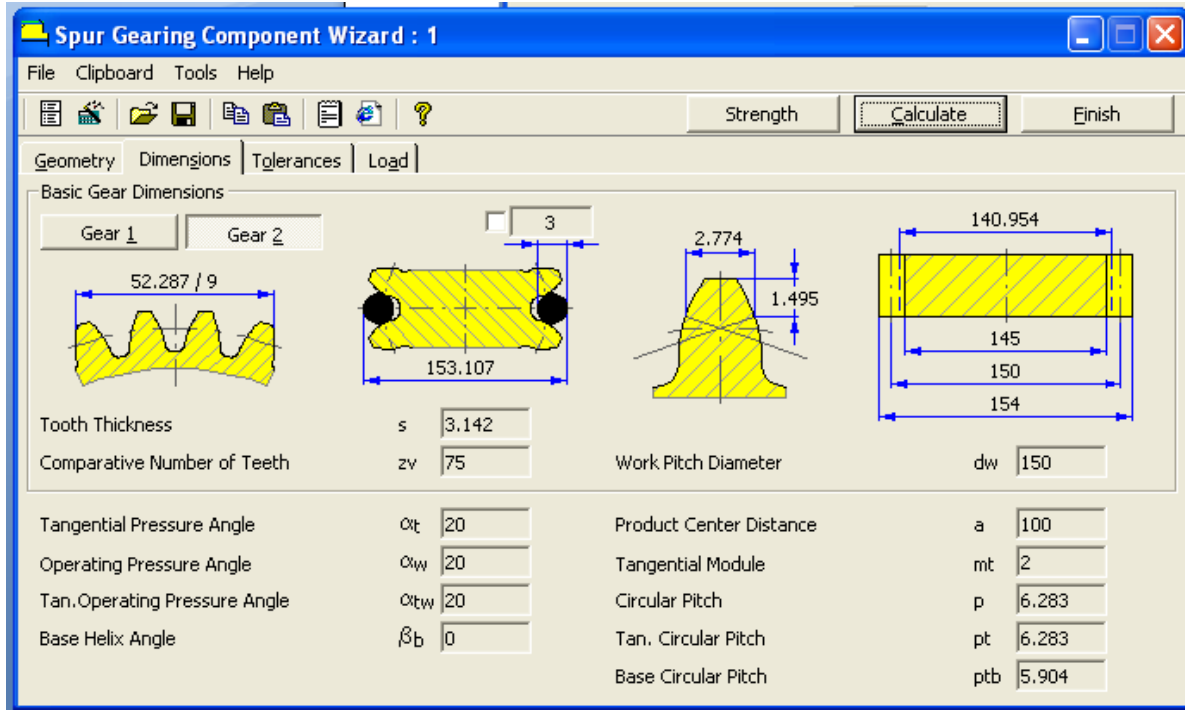 Spur Gearing Component Wizard : 1
File Clipboard Tools Help
Strength Calculate Finish
Geometry Dimensions Tolerances Load
Basic Gear Dimensions
Gear 1 Gear 2 3
52.287 / 9
153.107
2.774
1.495
140.954
145
150
154
Tooth Thickness s 3.142
Comparative Number of Teeth zv 75 Work Pitch Diameter dw 150
Tangential Pressure Angle αt 20 Product Center Distance a 100
Operating Pressure Angle αw 20 Tangential Module mt 2
Tan.Operating Pressure Angle αtw 20 Circular Pitch p 6.283
Base Helix Angle βb 0 Tan. Circular Pitch pt 6.283
Base Circular Pitch ptb 5.904